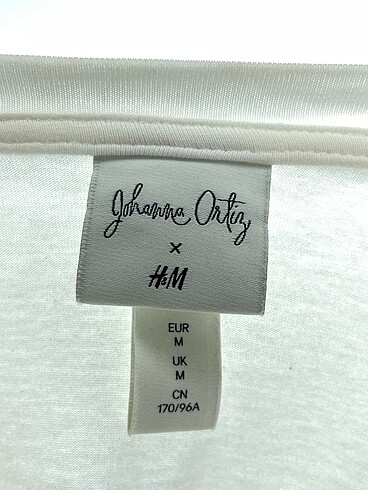 Johanna Ortiz
×
H&M
EUR
M
UK
M
CN
170/96A